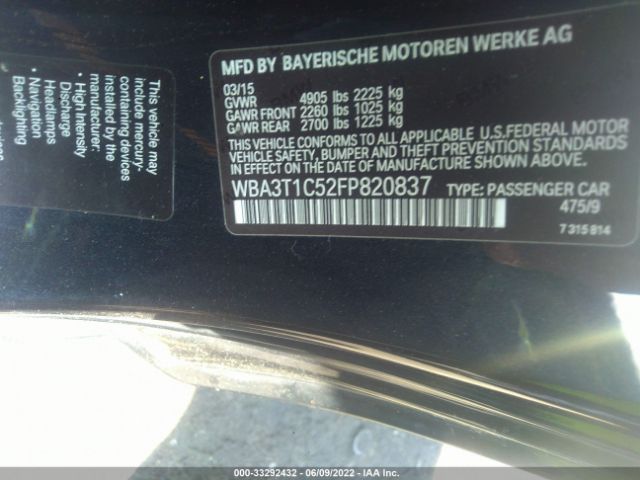 MFD BY BAYERISCHE MOTOREN WERKE AG
03/15
GVWR 4905 lbs 2225 kg
GAWR FRONT 2260 lbs 1025 kg
GAWR REAR 2700 lbs 1225 kg
THIS VEHICLE CONFORMS TO ALL APPLICABLE U.S.FEDERAL MOTOR
VEHICLE SAFETY, BUMPER AND THEFT PREVENTION STANDARDS
IN EFFECT ON THE DATE OF MANUFACTURE SHOWN ABOVE.
WBA3T1C52FP820837 TYPE: PASSENGER CAR
475/9
7 315 814
This vehicle may
include mercury-
containing devices
installed by the
manufacturer:
• High Intensity
Discharge
Headlamps
• Navigation
Backlighting
000-33292432 - 06/09/2022 - IAA Inc.